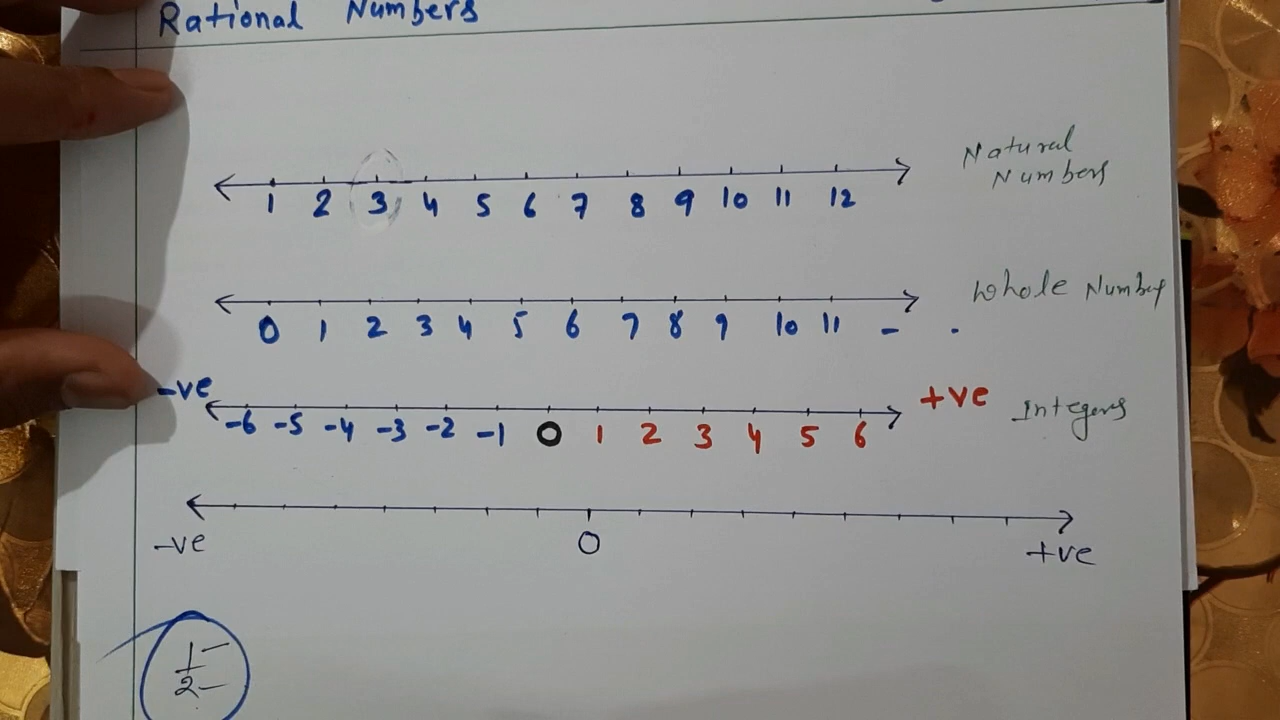 Rational Numbers
Natural
Numbers
1 2 3 4 5 6 7 8 9 10 11 12
Whole Number
0 1 2 3 4 5 6 7 8 9 10 11 - .
-ve +ve Integers
-6 -5 -4 -3 -2 -1 0 1 2 3 4 5 6
-ve 0 +ve
1
2